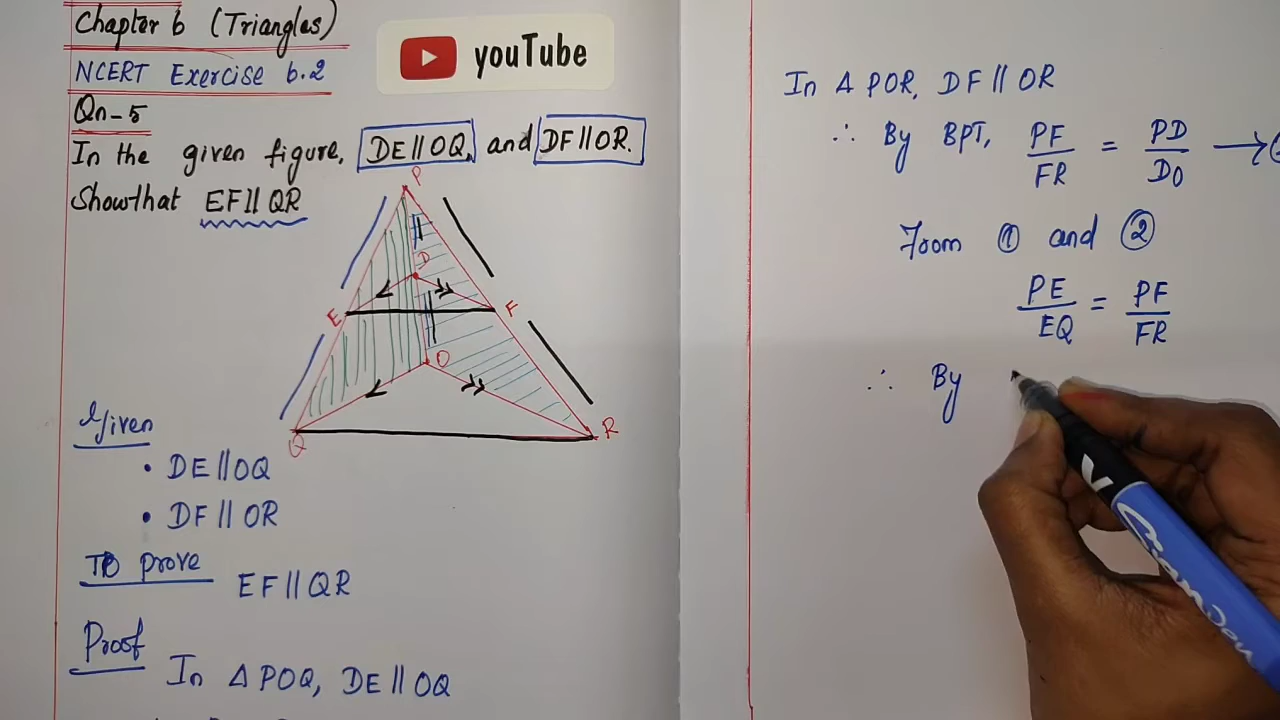 Chapter 6 (Triangles)
NCERT Exercise 6.2
Qn-5
In the given figure, DE||OQ, and DF||OR.
Show that EF||QR
P
D
E
F
O
Q
R
Given
• DE||OQ
• DF||OR
To prove
EF||QR
Proof
In Δ POQ, DE||OQ
YouTube
In Δ POR, DF||OR
∴ By BPT, PF/FR = PD/DO →
From ① and ②
PE/EQ = PF/FR
∴ By